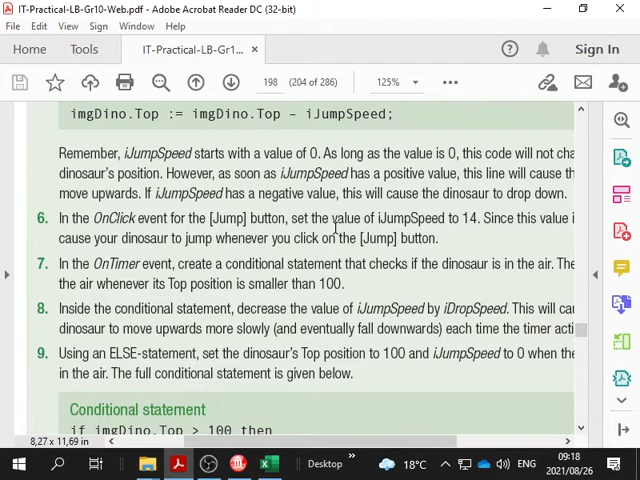 IT-Practical-LB-Gr10-Web.pdf - Adobe Acrobat Reader DC (32-bit)
File Edit View Sign Window Help
Home Tools IT-Practical-LB-Gr1... × Sign In
198 (204 of 286) 125%
imgDino.Top := imgDino.Top – iJumpSpeed;
Remember, iJumpSpeed starts with a value of 0. As long as the value is 0, this code will not cha
dinosaur's position. However, as soon as iJumpSpeed has a positive value, this line will cause th
move upwards. If iJumpSpeed has a negative value, this will cause the dinosaur to drop down.
6. In the OnClick event for the [Jump] button, set the value of iJumpSpeed to 14. Since this value i
cause your dinosaur to jump whenever you click on the [Jump] button.
7. In the OnTimer event, create a conditional statement that checks if the dinosaur is in the air. The
the air whenever its Top position is smaller than 100.
8. Inside the conditional statement, decrease the value of iJumpSpeed by iDropSpeed. This will cau
dinosaur to move upwards more slowly (and eventually fall downwards) each time the timer acti
9. Using an ELSE-statement, set the dinosaur's Top position to 100 and iJumpSpeed to 0 when the
in the air. The full conditional statement is given below.
Conditional statement
if imgDino.Top > 100 then
8,27 x 11,69 in
Desktop 18°C ENG 09:18
2021/08/26